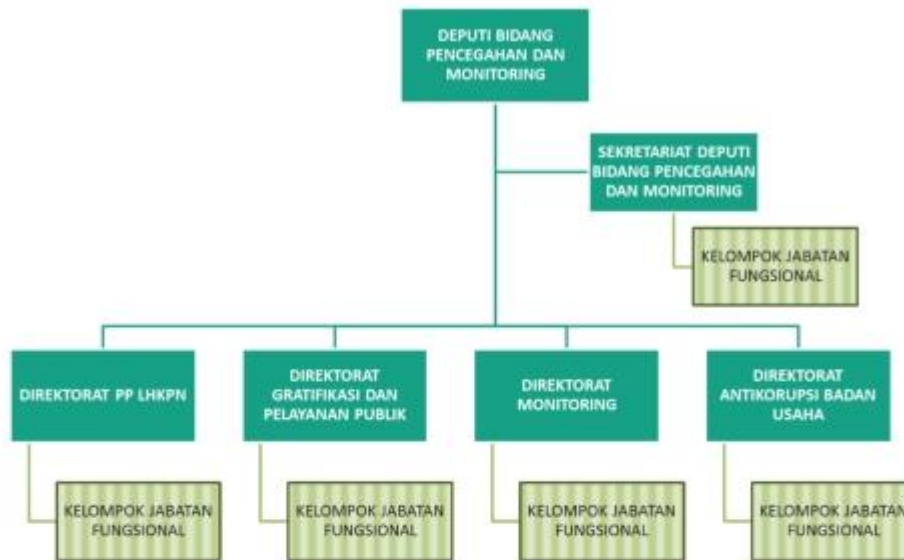 DEPUTI BIDANG
PENCEGAHAN DAN
MONITORING
SEKRETARIAT DEPUTI
BIDANG PENCEGAHAN
DAN MONITORING
KELOMPOK JABATAN
FUNGSIONAL
DIREKTORAT PP LHKPN
DIREKTORAT
GRATIFIKASI DAN
PELAYANAN PUBLIK
DIREKTORAT
MONITORING
DIREKTORAT
ANTIKORUPSI BADAN
USAHA
KELOMPOK JABATAN
FUNGSIONAL
KELOMPOK JABATAN
FUNGSIONAL
KELOMPOK JABATAN
FUNGSIONAL
KELOMPOK JABATAN
FUNGSIONAL